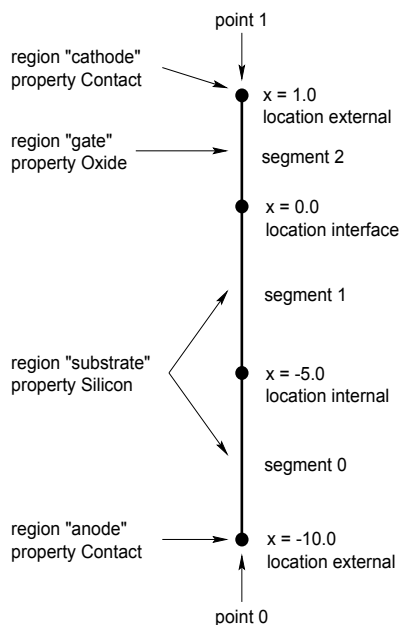 point 1
region "cathode"
property Contact
x = 1.0
location external
region "gate"
property Oxide
segment 2
x = 0.0
location interface
segment 1
region "substrate"
property Silicon
x = -5.0
location internal
segment 0
region "anode"
property Contact
x = -10.0
location external
point 0